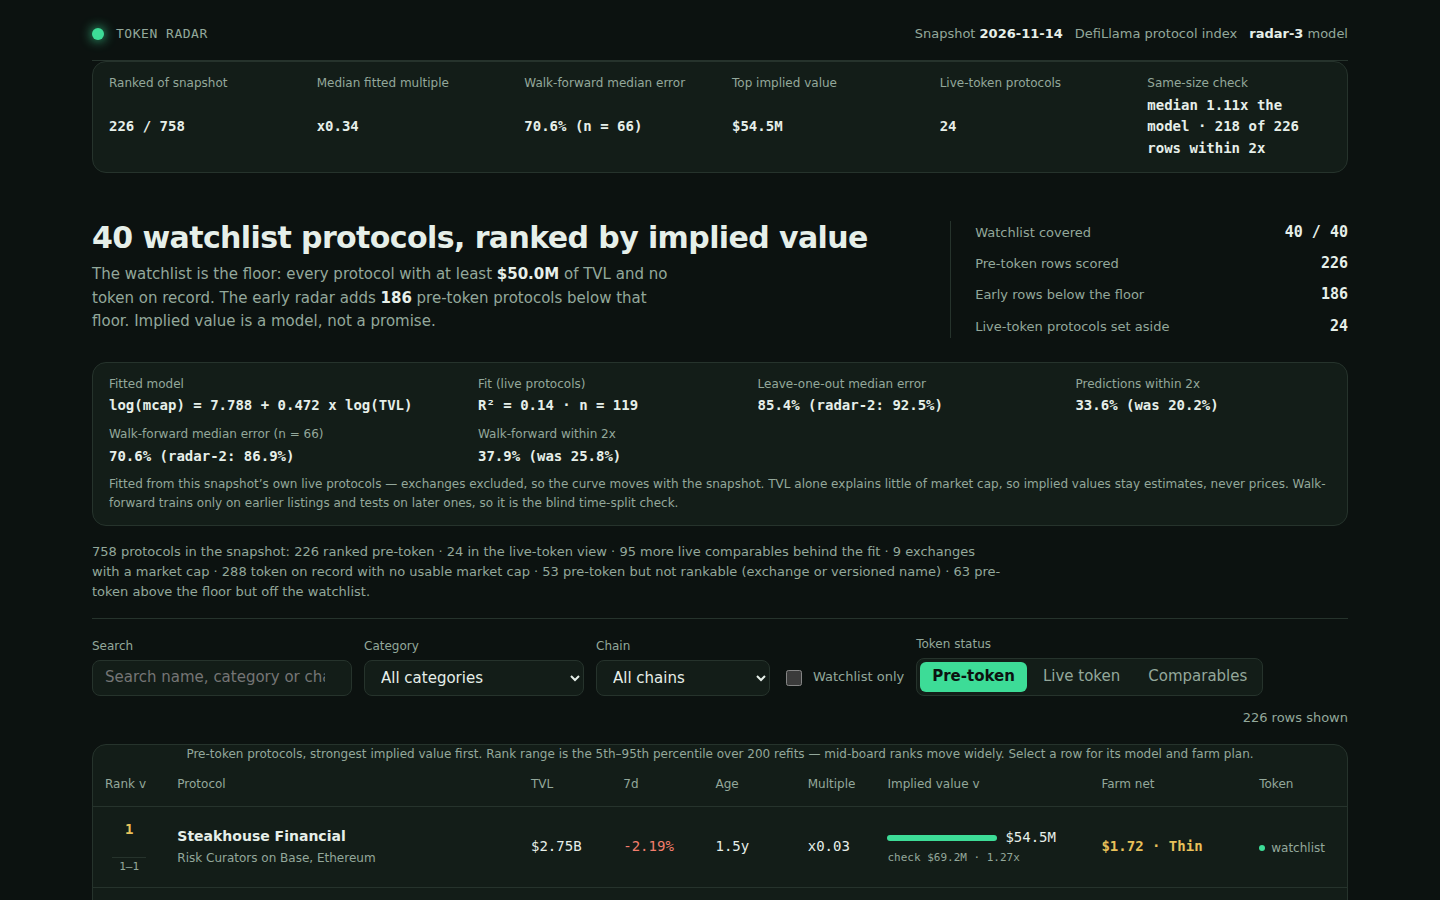 TOKEN RADAR
Snapshot 2026-11-14 DefiLlama protocol index radar-3 model
Ranked of snapshot
226 / 758
Median fitted multiple
x0.34
Walk-forward median error
70.6% (n = 66)
Top implied value
$54.5M
Live-token protocols
24
Same-size check
median 1.11x the
model · 218 of 226
rows within 2x
40 watchlist protocols, ranked by implied value
The watchlist is the floor: every protocol with at least $50.0M of TVL and no
token on record. The early radar adds 186 pre-token protocols below that
floor. Implied value is a model, not a promise.
Watchlist covered 40 / 40
Pre-token rows scored 226
Early rows below the floor 186
Live-token protocols set aside 24
Fitted model
log(mcap) = 7.788 + 0.472 x log(TVL)
Fit (live protocols)
R² = 0.14 · n = 119
Leave-one-out median error
85.4% (radar-2: 92.5%)
Predictions within 2x
33.6% (was 20.2%)
Walk-forward median error (n = 66)
70.6% (radar-2: 86.9%)
Walk-forward within 2x
37.9% (was 25.8%)
Fitted from this snapshot's own live protocols — exchanges excluded, so the curve moves with the snapshot. TVL alone explains little of market cap, so implied values stay estimates, never prices. Walk-
forward trains only on earlier listings and tests on later ones, so it is the blind time-split check.
758 protocols in the snapshot: 226 ranked pre-token · 24 in the live-token view · 95 more live comparables behind the fit · 9 exchanges
with a market cap · 288 token on record with no usable market cap · 53 pre-token but not rankable (exchange or versioned name) · 63 pre-
token above the floor but off the watchlist.
Search
Search name, category or cha
Category
All categories
Chain
All chains
Watchlist only
Token status
Pre-token Live token Comparables
226 rows shown
Pre-token protocols, strongest implied value first. Rank range is the 5th–95th percentile over 200 refits — mid-board ranks move widely. Select a row for its model and farm plan.
Rank v Protocol TVL 7d Age Multiple Implied value v Farm net Token
1
1–1
Steakhouse Financial
Risk Curators on Base, Ethereum
$2.75B
-2.19%
1.5y
x0.03
$54.5M
check $69.2M · 1.27x
$1.72 · Thin
watchlist